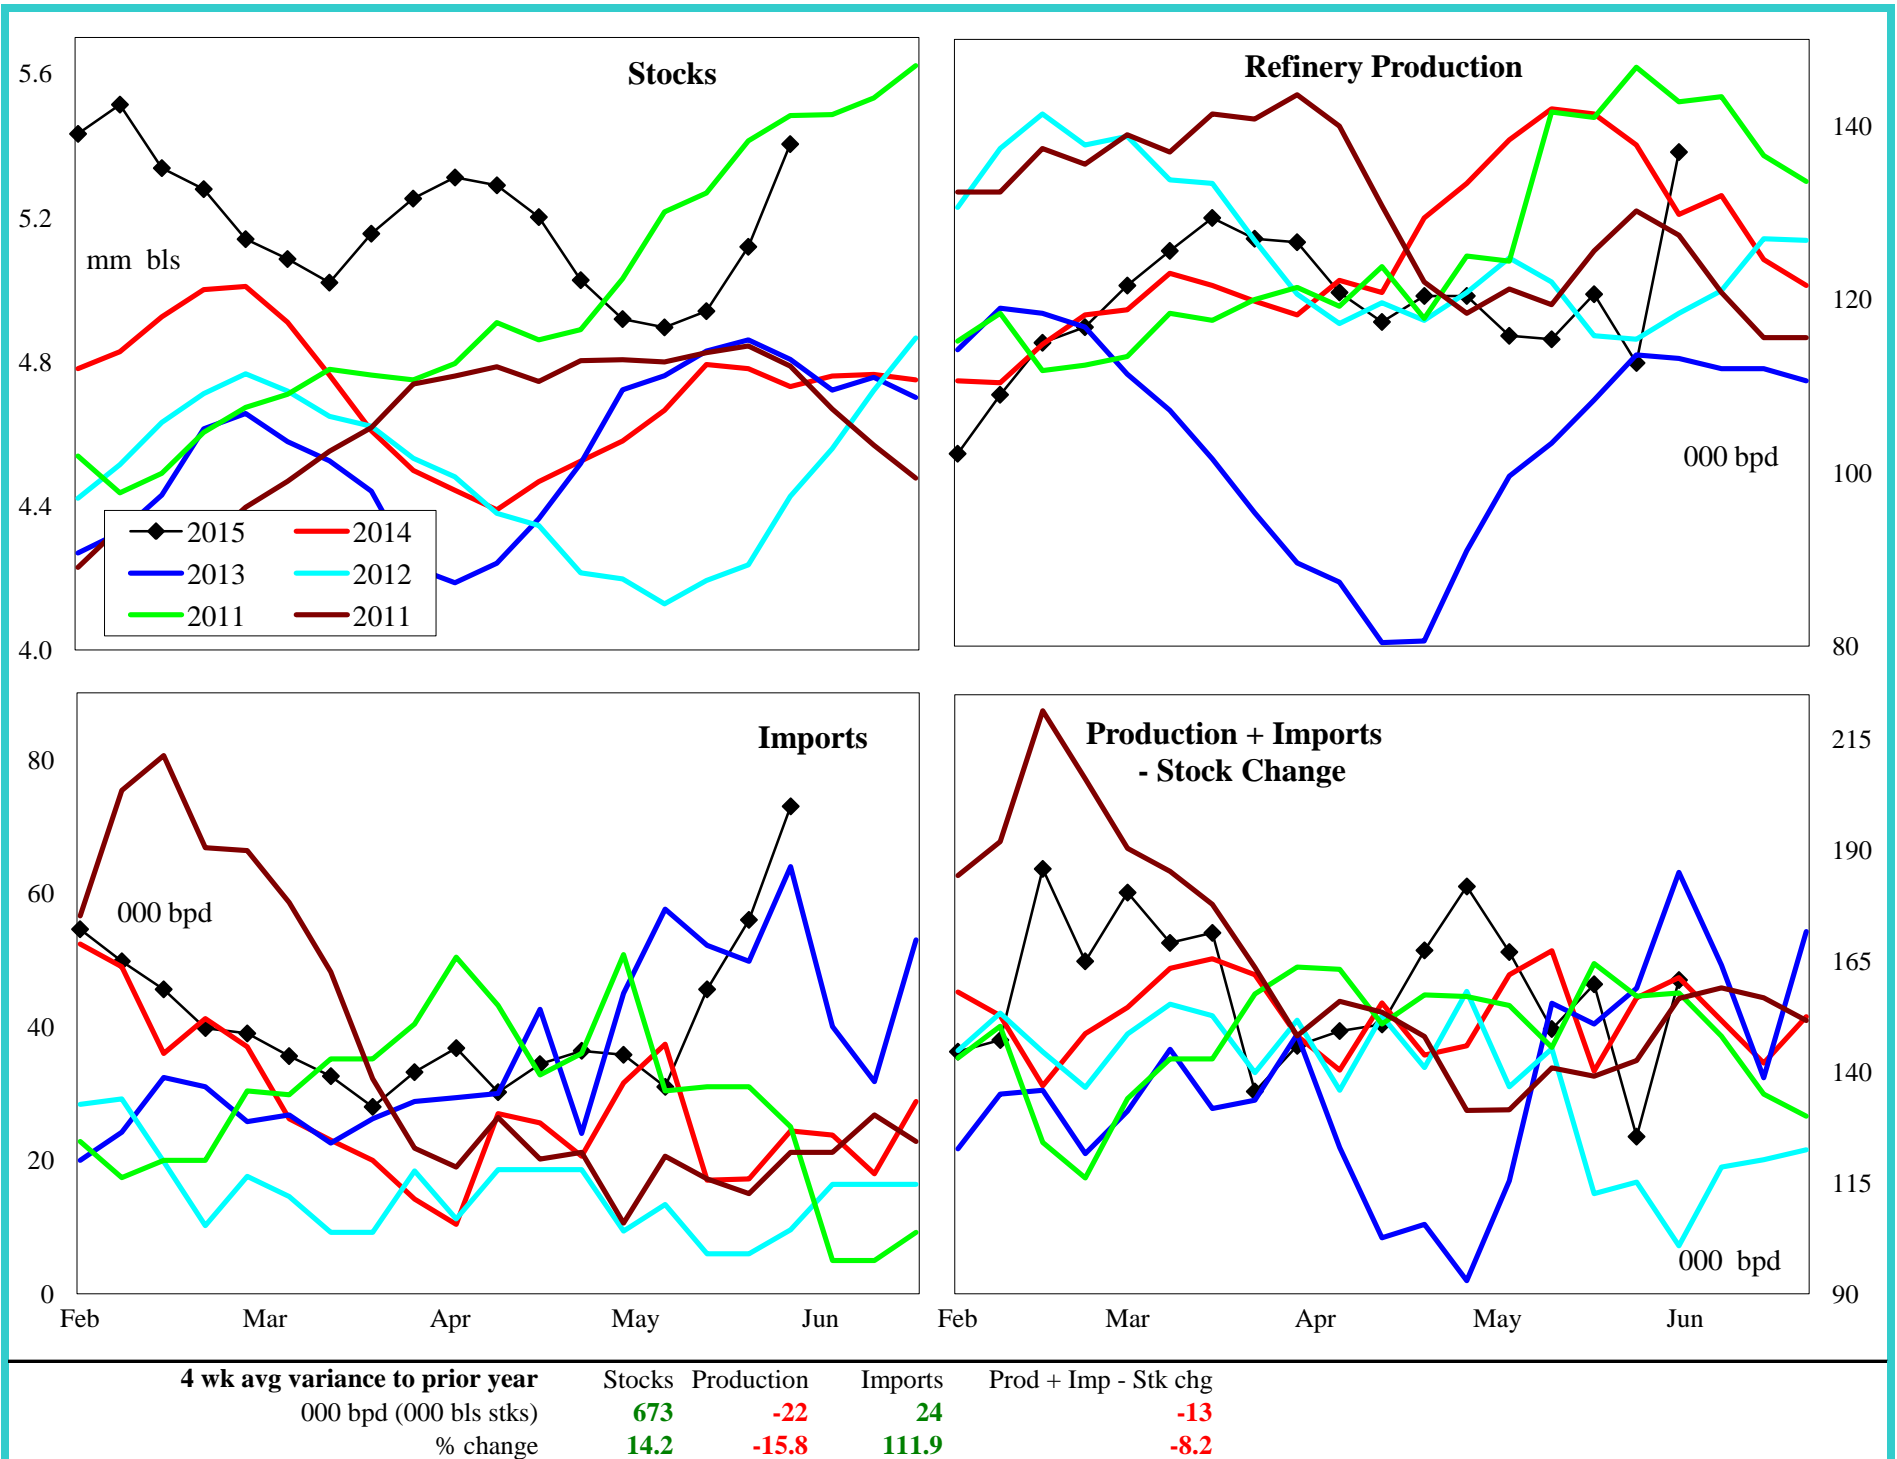 Stocks
5.6
5.2
4.8
4.4
4.0
mm bls
2015 2014
2013 2012
2011 2011
Refinery Production
140
120
100
80
000 bpd
Imports
80
60
40
20
0
000 bpd
Feb Mar Apr May Jun
Production + Imports
- Stock Change
215
190
165
140
115
90
000 bpd
Feb Mar Apr May Jun
4 wk avg variance to prior year Stocks Production Imports Prod + Imp - Stk chg
000 bpd (000 bls stks) 673 -22 24 -13
% change 14.2 -15.8 111.9 -8.2